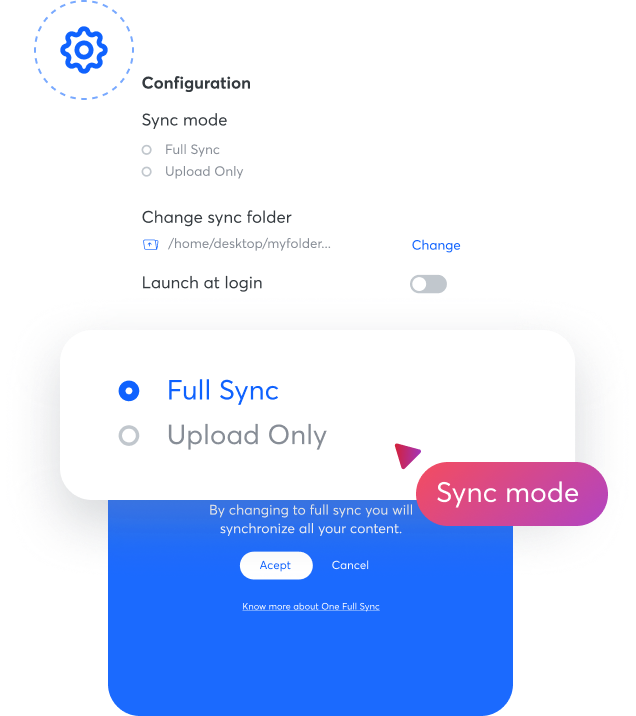 Configuration
Sync mode
Full Sync
Upload Only
Change sync folder
/home/desktop/myfolder...
Change
Launch at login
Full Sync
Upload Only
Sync mode
By changing to full sync you will
synchronize all your content.
Acept
Cancel
Know more about One Full Sync